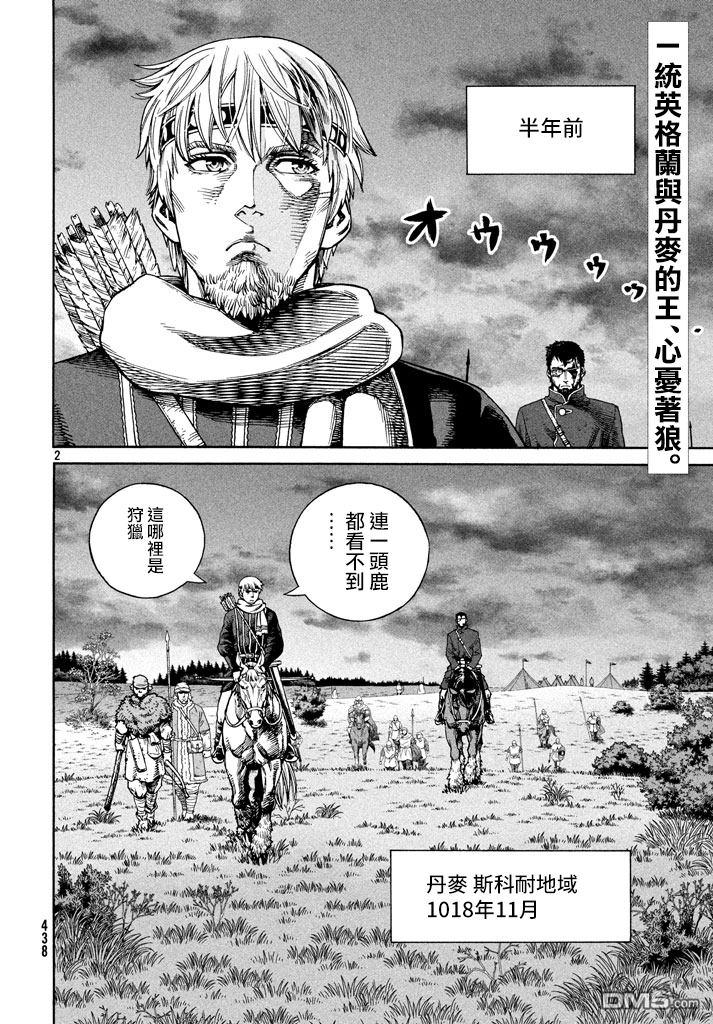 一統英格蘭與丹麥的王、心憂著狼。
半年前
オウウウゥゥ
2
連一頭鹿
都看不到
……
這哪裡是
狩獵
丹麥 斯科耐地域
1018年11月
438
DM5.com